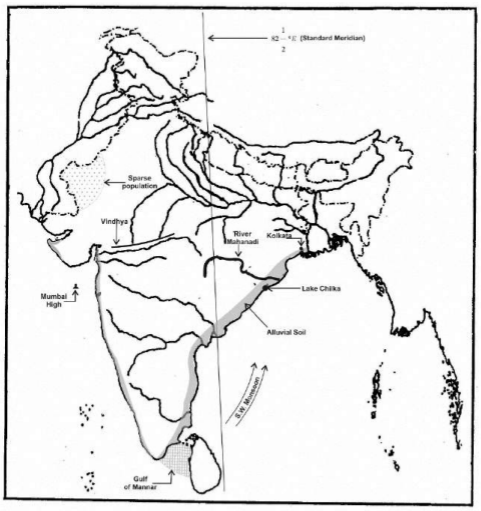 1
82 — °E (Standard Meridian)
2
Sparse
population
Vindhya
River
Mahanadi
Kolkata
Mumbai
High
Lake Chilka
Alluvial Soil
S.W. Monsoon
Gulf
of Mannar